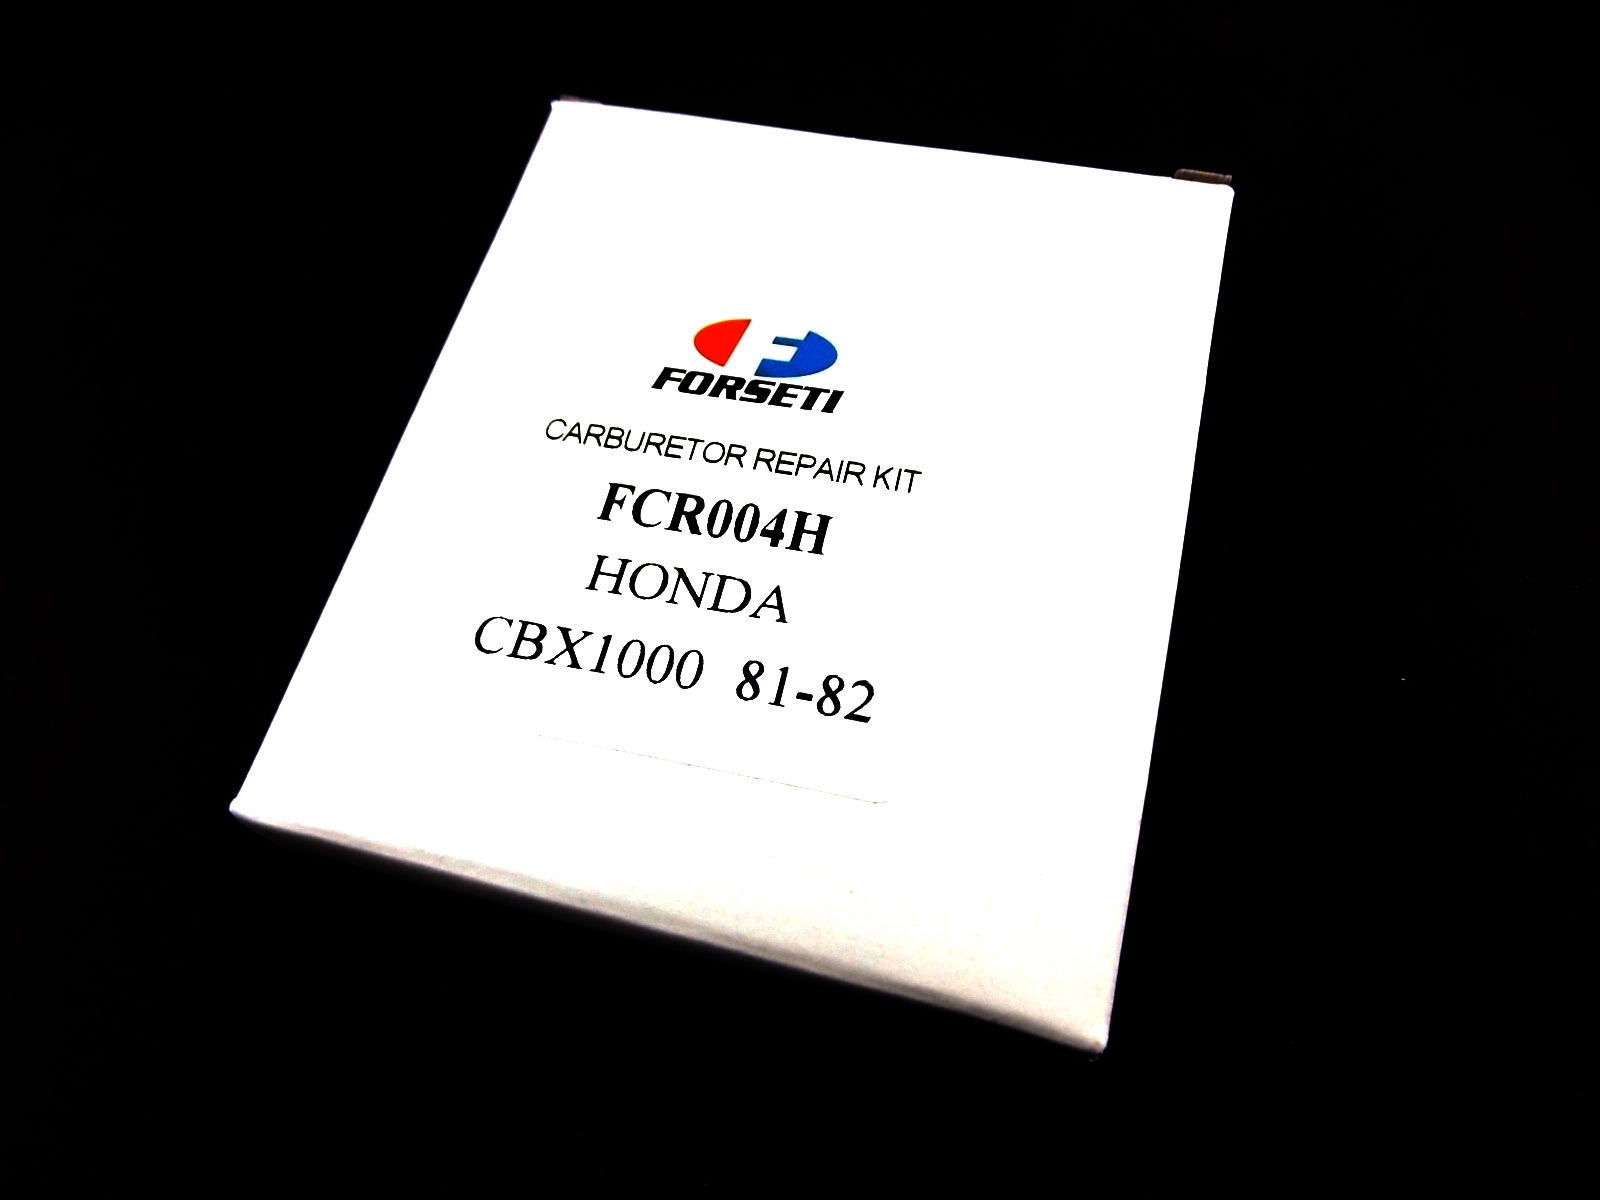 FORSETI
CARBURETOR REPAIR KIT
FCR004H
HONDA
CBX1000 81-82